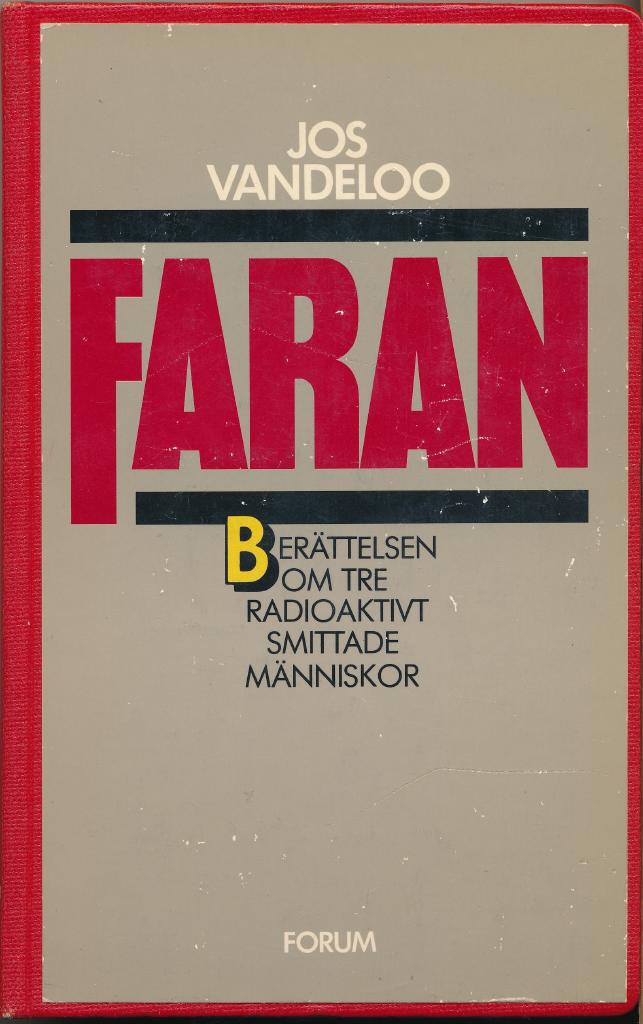 JOS
VANDELOO
FARAN
BERÄTTELSEN
OM TRE
RADIOAKTIVT
SMITTADE
MÄNNISKOR
FORUM